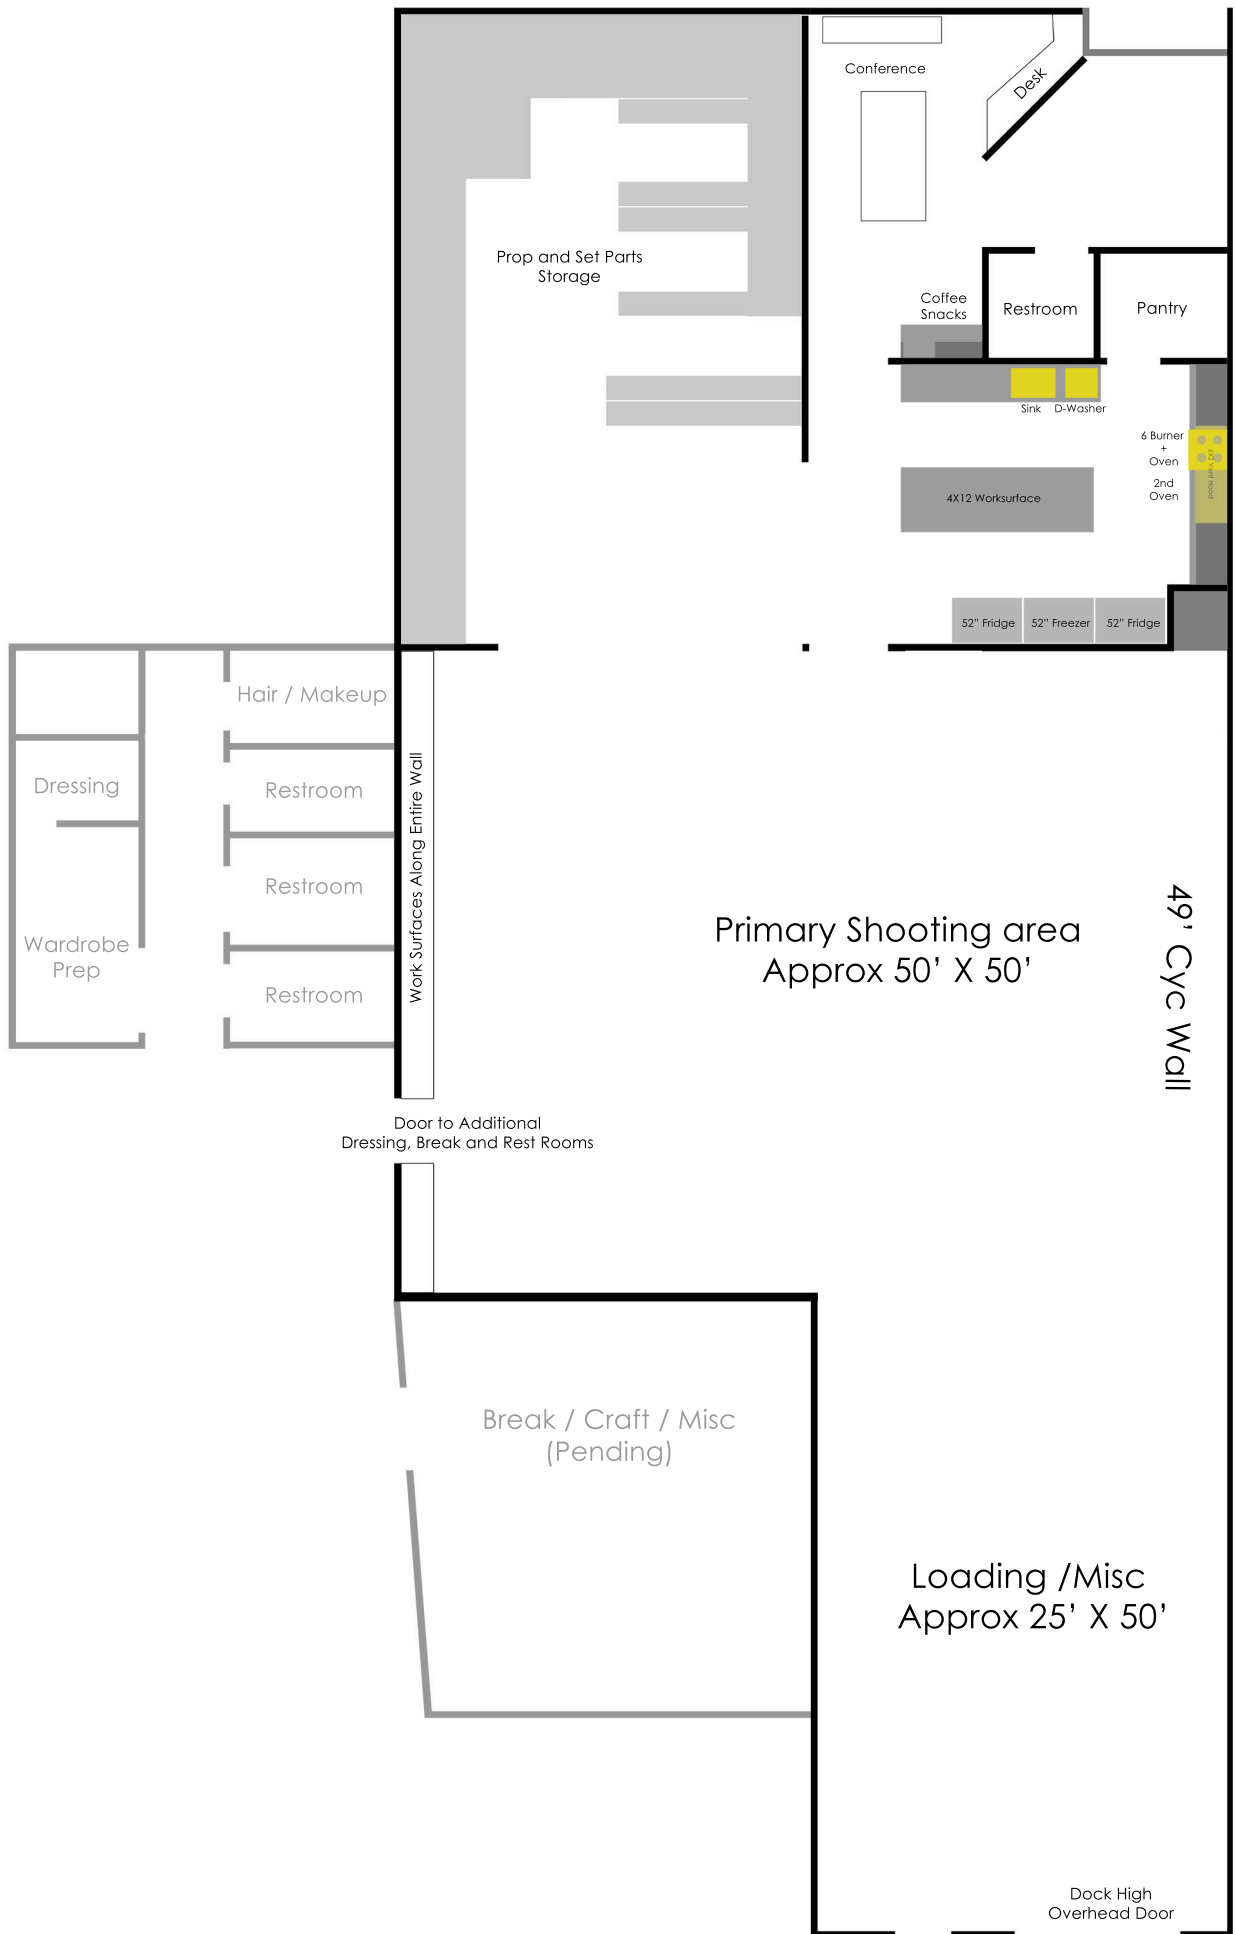 Conference
Desk
Prop and Set Parts
Storage
Coffee
Snacks
Restroom
Pantry
Sink
D-Washer
6 Burner
+
Oven
2nd
Oven
6X2 Vent Hood
4X12 Worksurface
52” Fridge
52” Freezer
52” Fridge
Hair / Makeup
Dressing
Restroom
Restroom
Wardrobe
Prep
Restroom
Work Surfaces Along Entire Wall
Primary Shooting area
Approx 50’ X 50’
49’ Cyc Wall
Door to Additional
Dressing, Break and Rest Rooms
Break / Craft / Misc
(Pending)
Loading /Misc
Approx 25’ X 50’
Dock High
Overhead Door